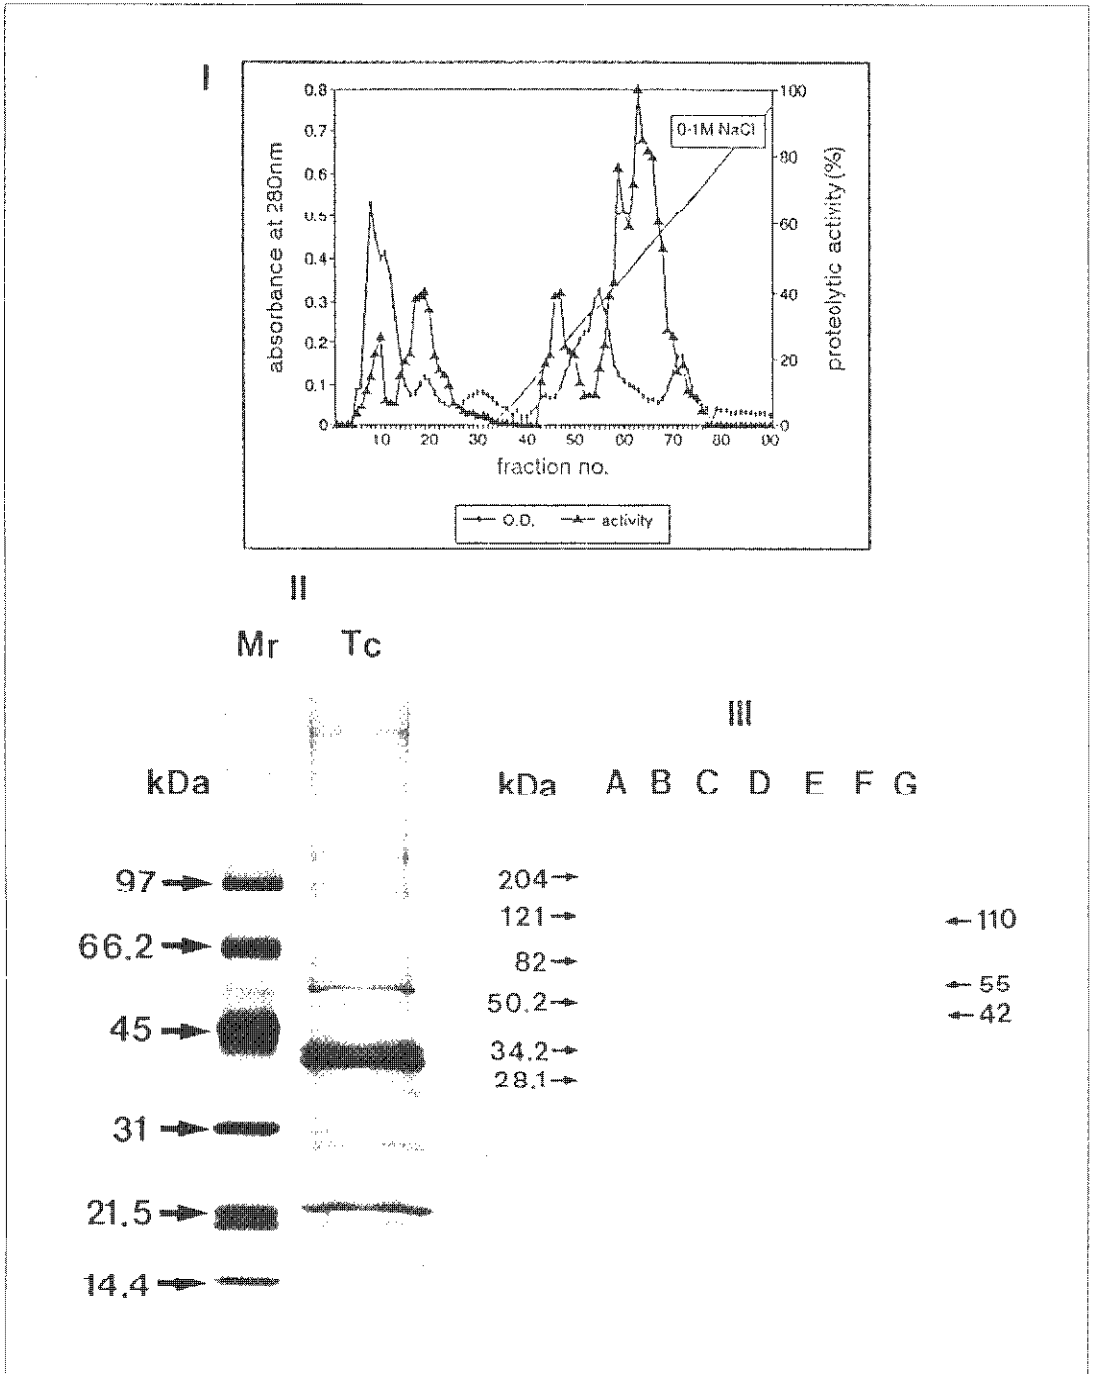 I
0.8
0.7
0.6
0.5
0.4
0.3
0.2
0.1
0
absorbance at 280nm
100
80
60
40
20
0
proteolytic activity (%)
0-1M NaCl
10 20 30 40 50 60 70 80 90
fraction no.
O.D. activity
II
Mr Tc
kDa
97
66.2
45
31
21.5
14.4
III
kDa A B C D E F G
204
121
82
50.2
34.2
28.1
110
55
42